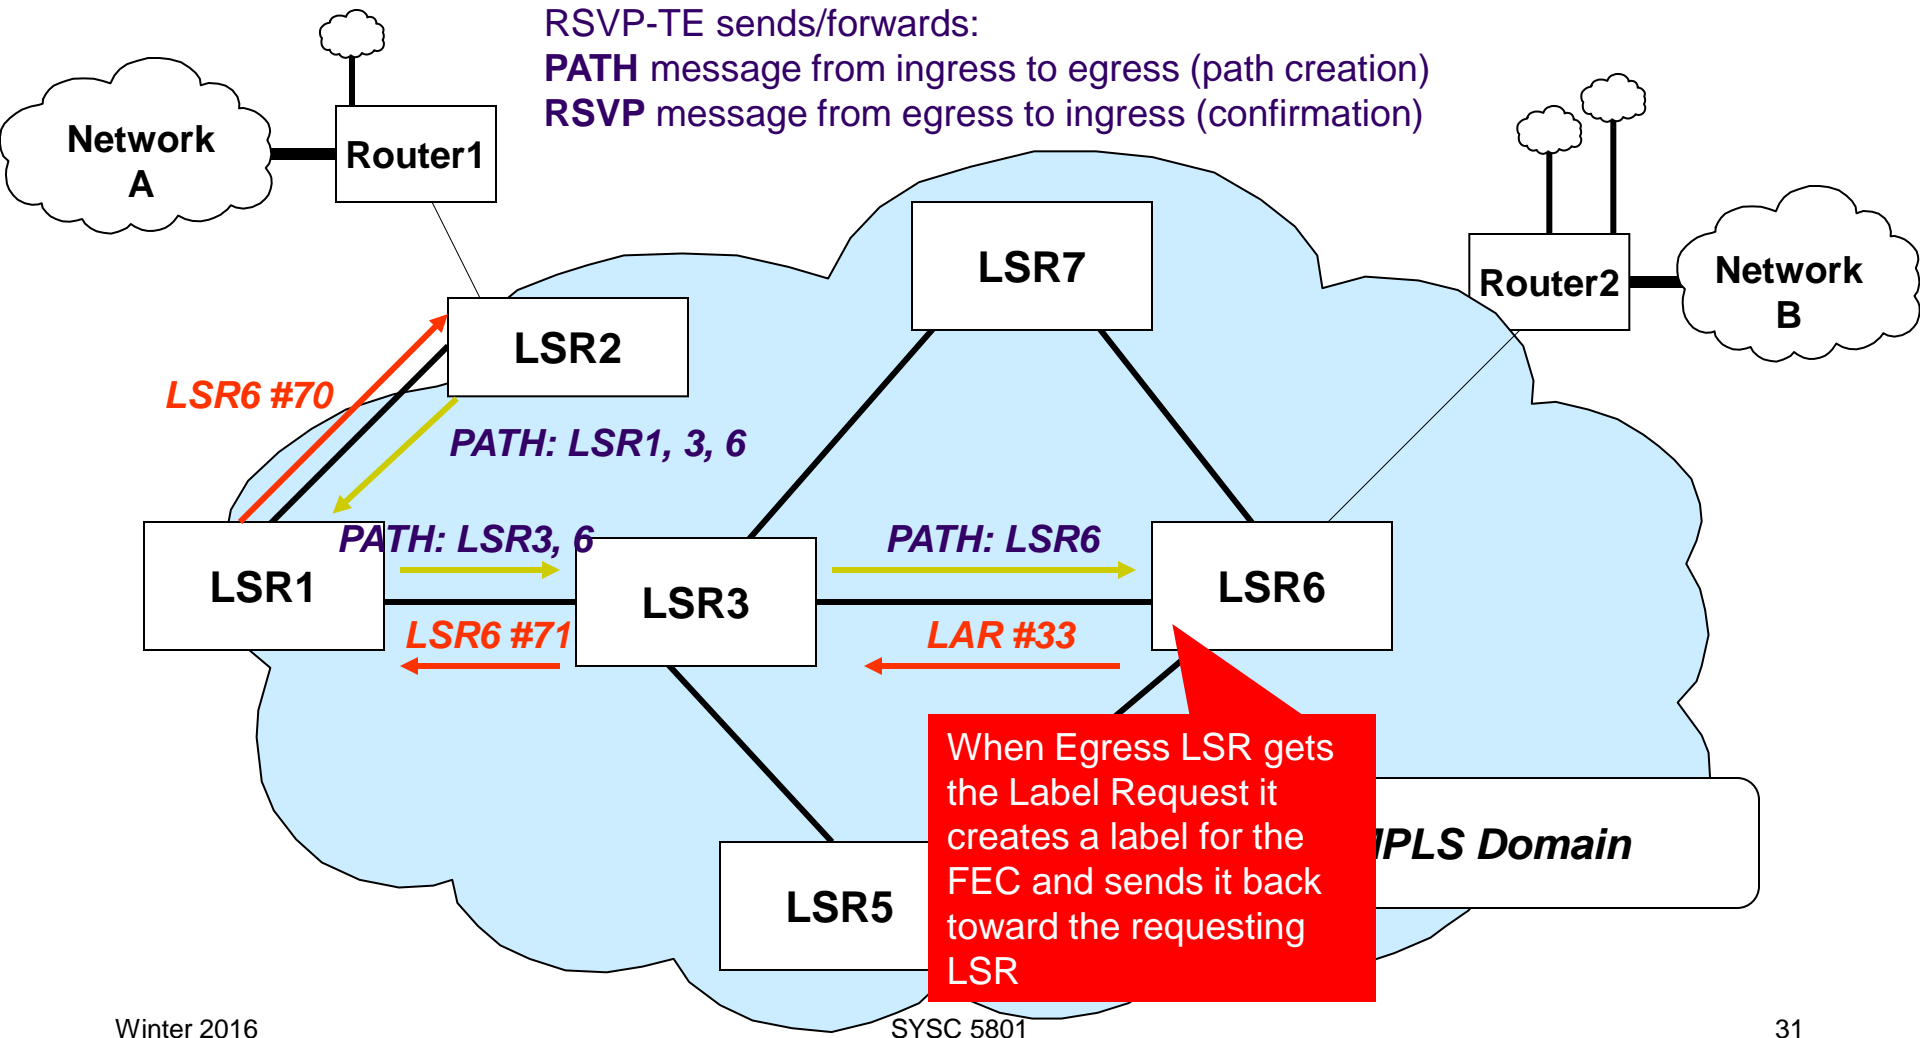 RSVP-TE sends/forwards:
PATH message from ingress to egress (path creation)
RSVP message from egress to ingress (confirmation)
Network
A
Router1
LSR7
Router2
Network
B
LSR2
LSR6 #70
PATH: LSR1, 3, 6
PATH: LSR3, 6
PATH: LSR6
LSR1
LSR3
LSR6
LSR6 #71
LAR #33
When Egress LSR gets
the Label Request it
creates a label for the
FEC and sends it back
toward the requesting
LSR
LSR5
MPLS Domain
Winter 2016
SYSC 5801
31